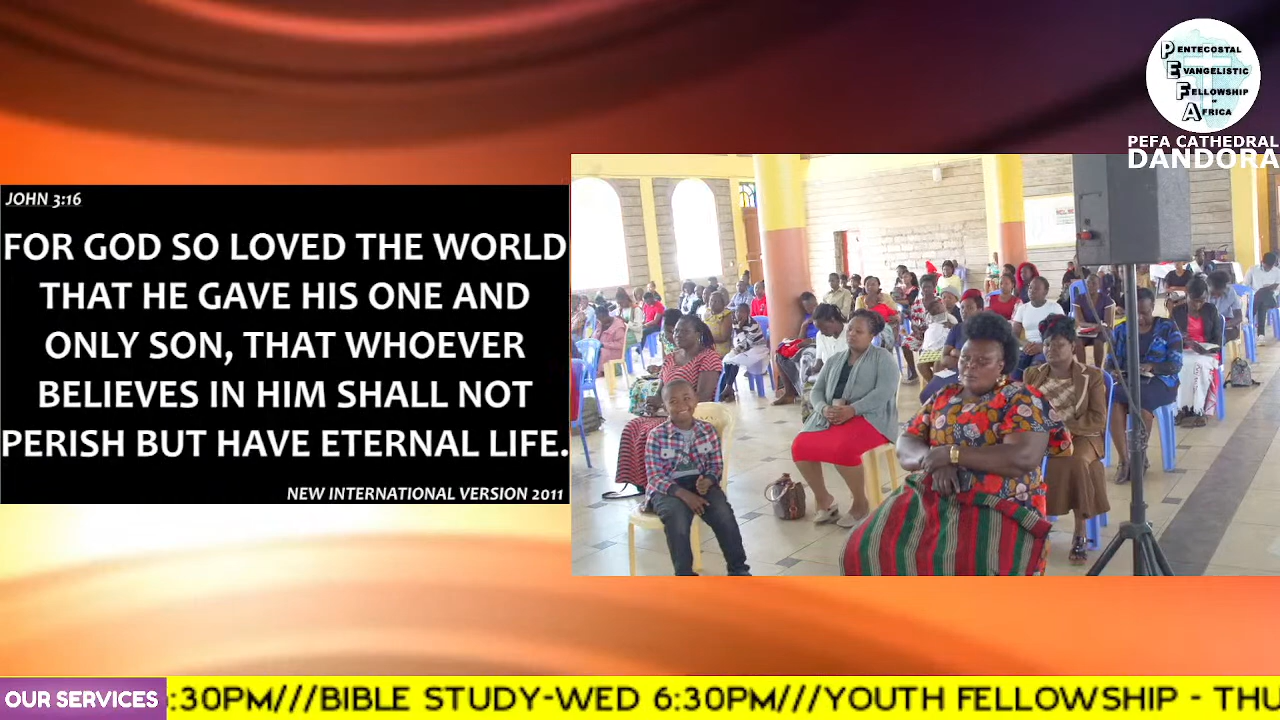 PENTECOSTAL
EVANGELISTIC
FELLOWSHIP
OF
AFRICA
PEFA CATHEDRAL
DANDORA
JOHN 3:16
FOR GOD SO LOVED THE WORLD
THAT HE GAVE HIS ONE AND
ONLY SON, THAT WHOEVER
BELIEVES IN HIM SHALL NOT
PERISH BUT HAVE ETERNAL LIFE.
NEW INTERNATIONAL VERSION 2011
OUR SERVICES :30PM///BIBLE STUDY-WED 6:30PM///YOUTH FELLOWSHIP - THU